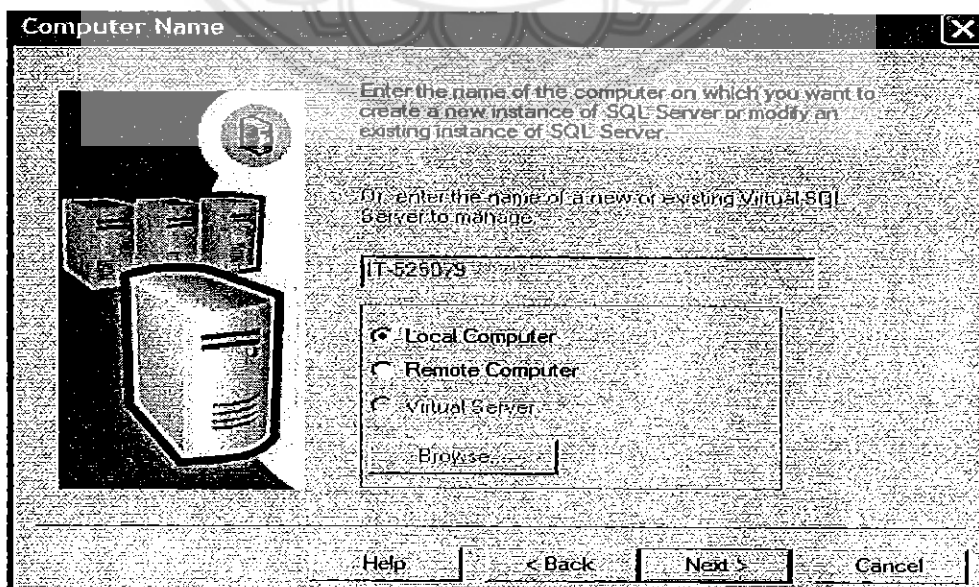 Computer Name
Enter the name of the computer on which you want to
create a new instance of SQL Server or modify an
existing instance of SQL Server.
Or, enter the name of a new or existing Virtual SQL
Server to manage.
IT-525079
Local Computer
Remote Computer
Virtual Server
Browse...
Help
< Back
Next >
Cancel